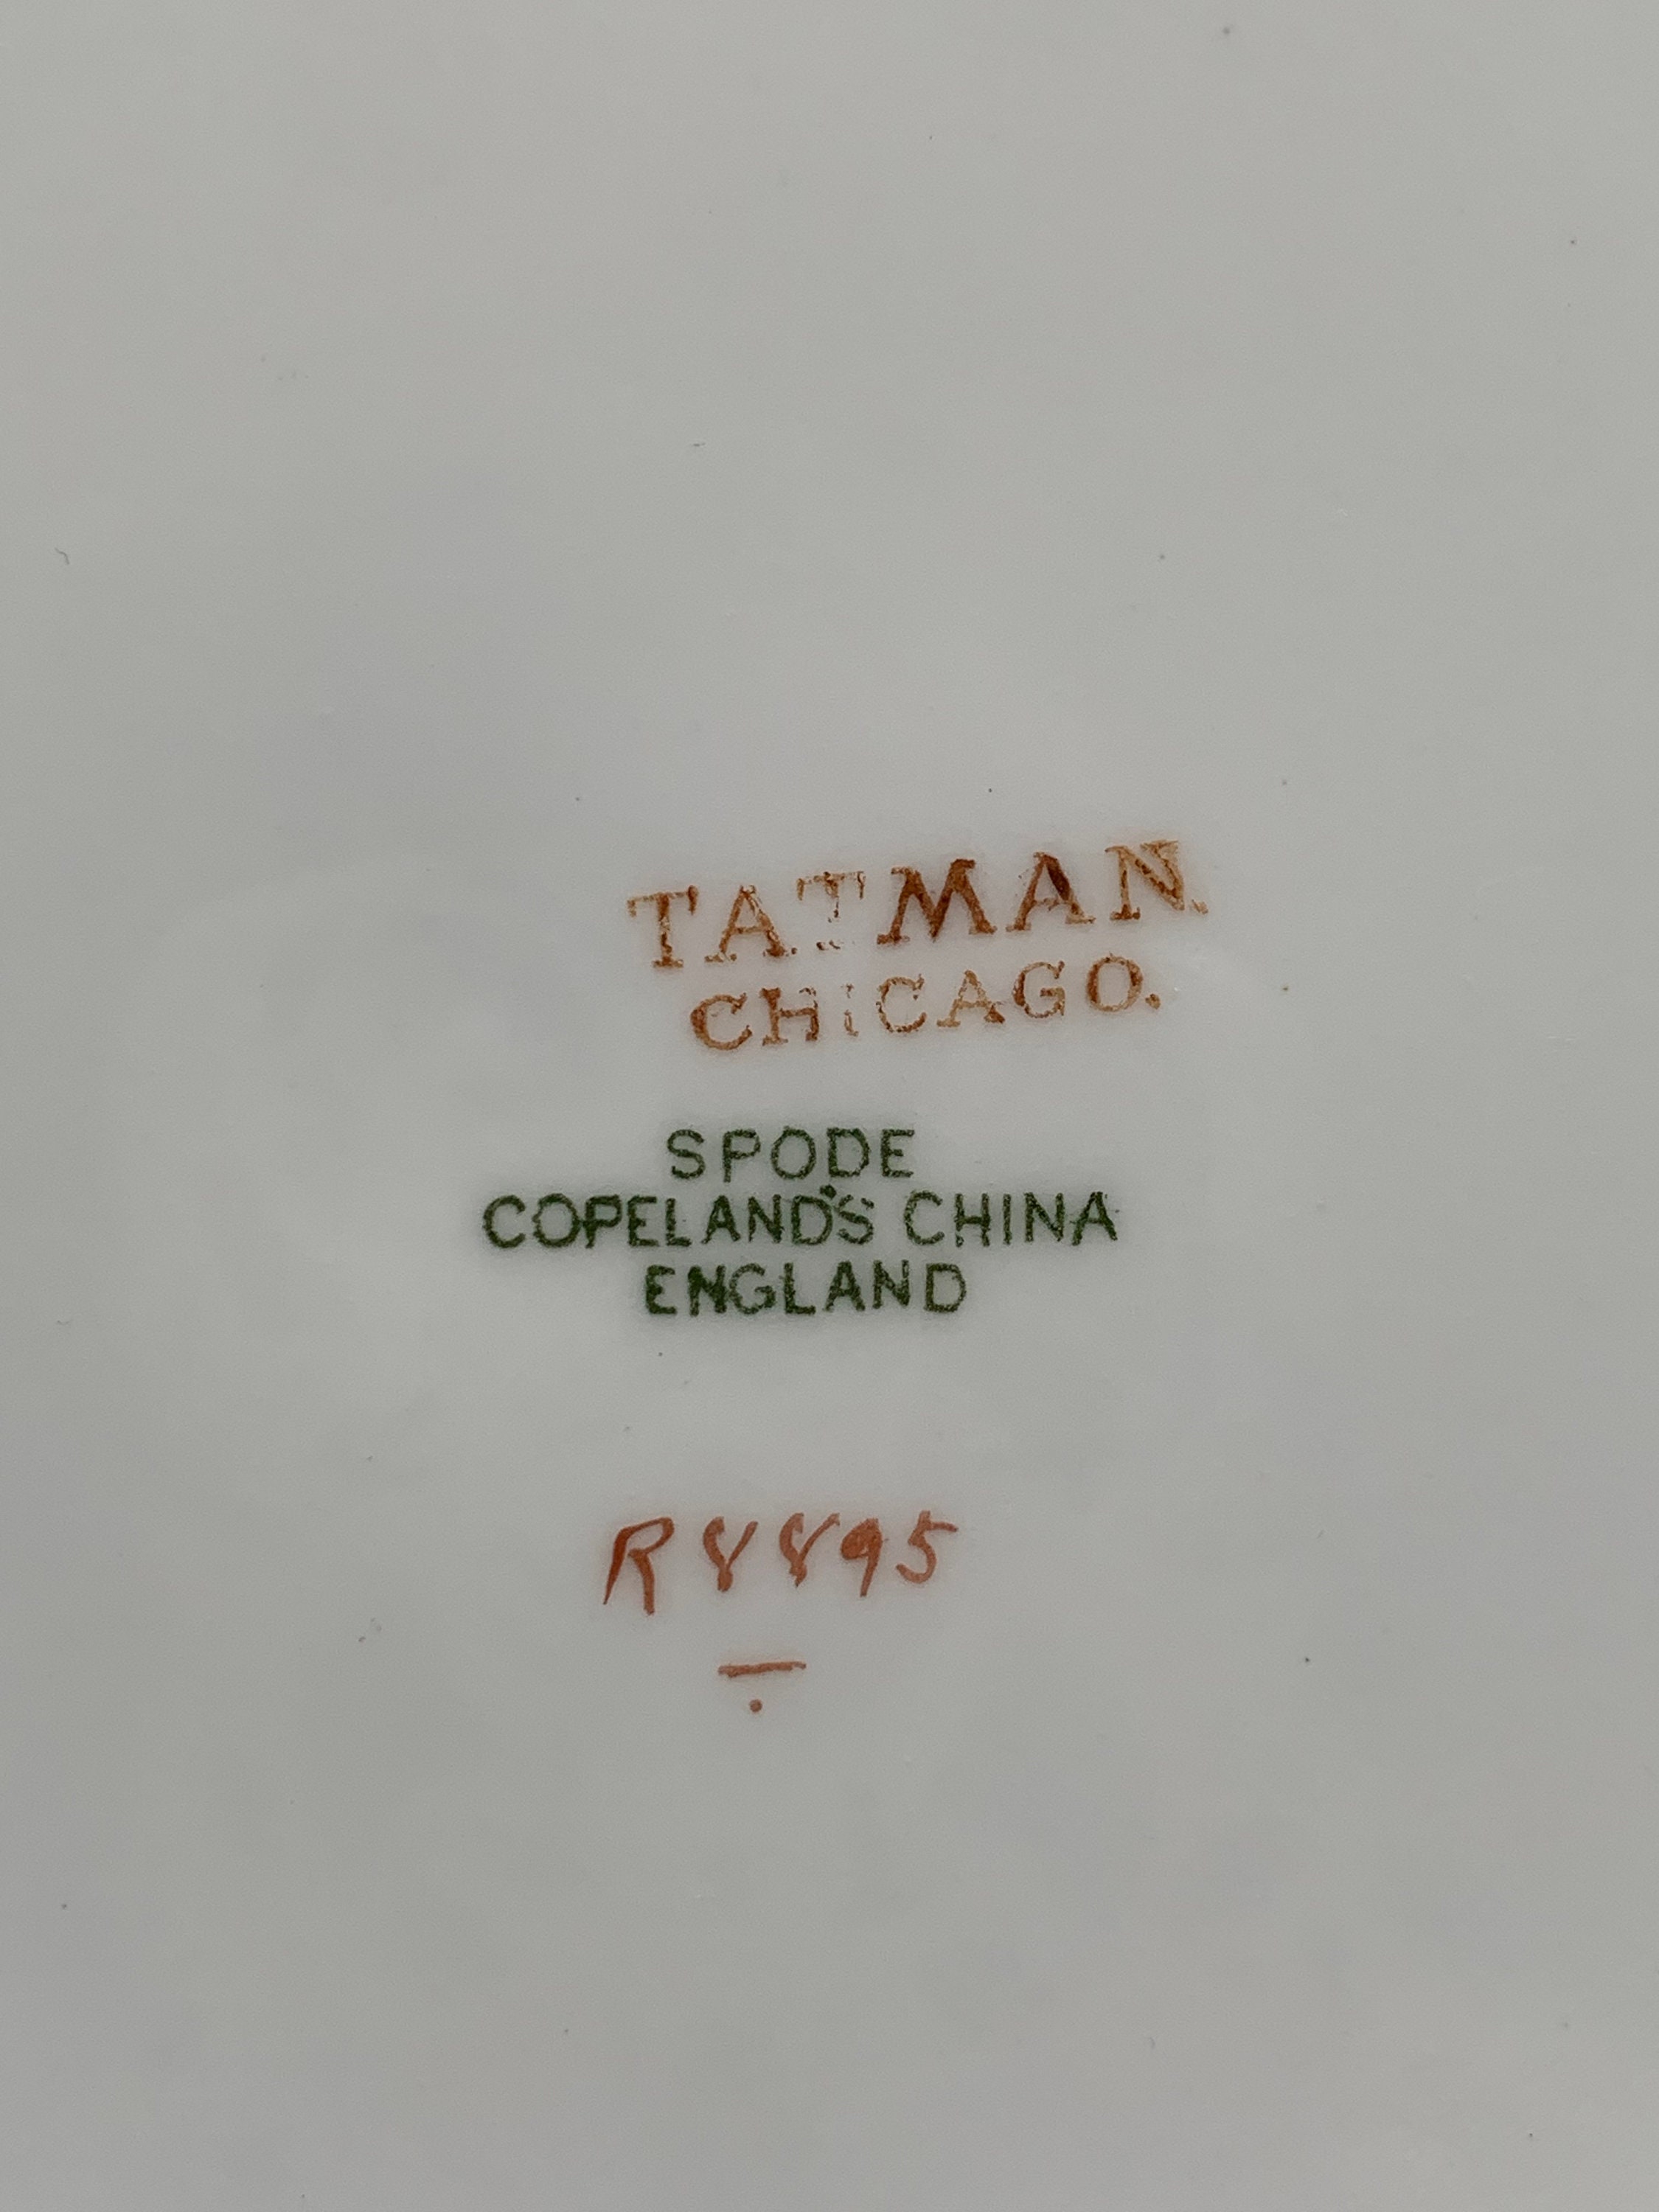 TATMAN.
CHICAGO.
SPODE
COPELAND'S CHINA
ENGLAND
R8895